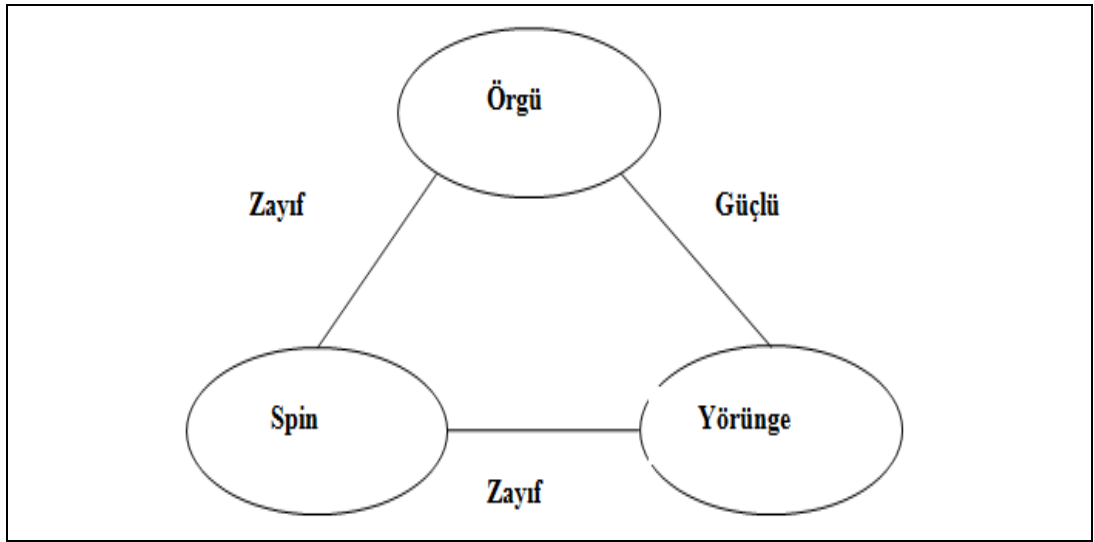 Örgü
Zayıf
Güçlü
Spin
Yörünge
Zayıf